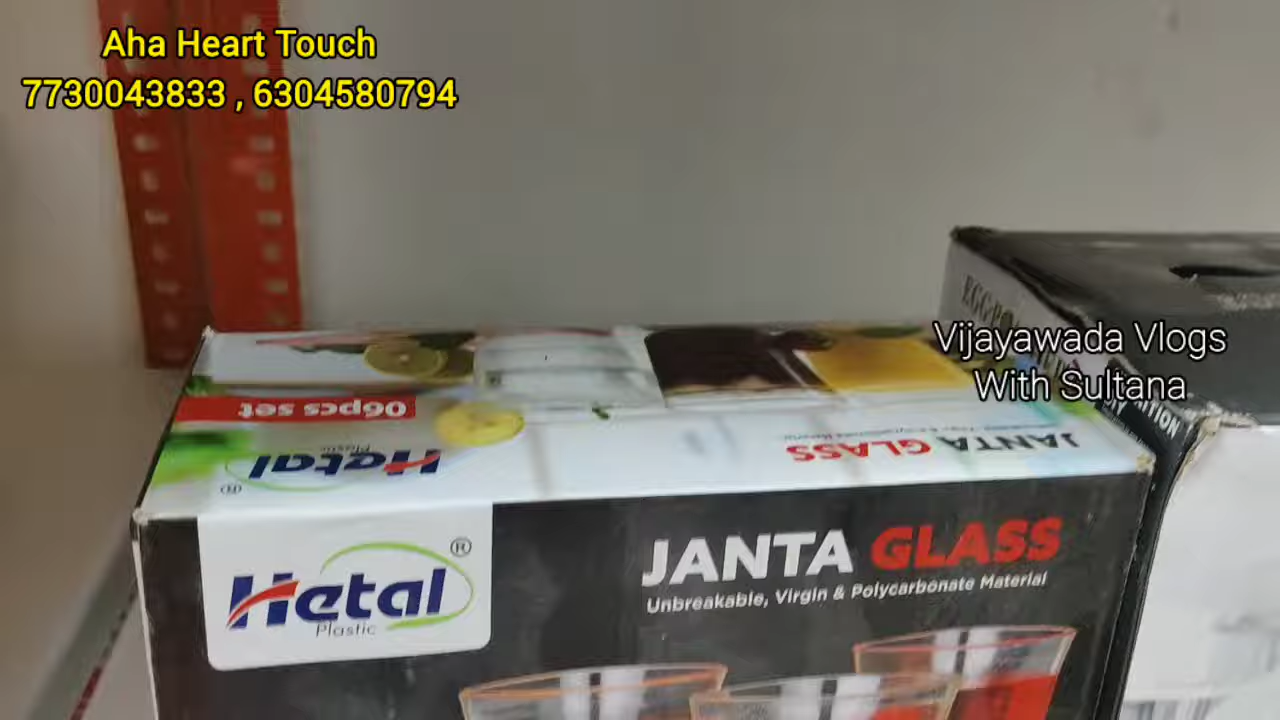 Aha Heart Touch
7730043833 , 6304580794
Vijayawada Vlogs
With Sultana
06pcs set
Hetal
Plastic
®
JANTA GLASS
Hetal ®
Plastic
JANTA GLASS
Unbreakable, Virgin & Polycarbonate Material